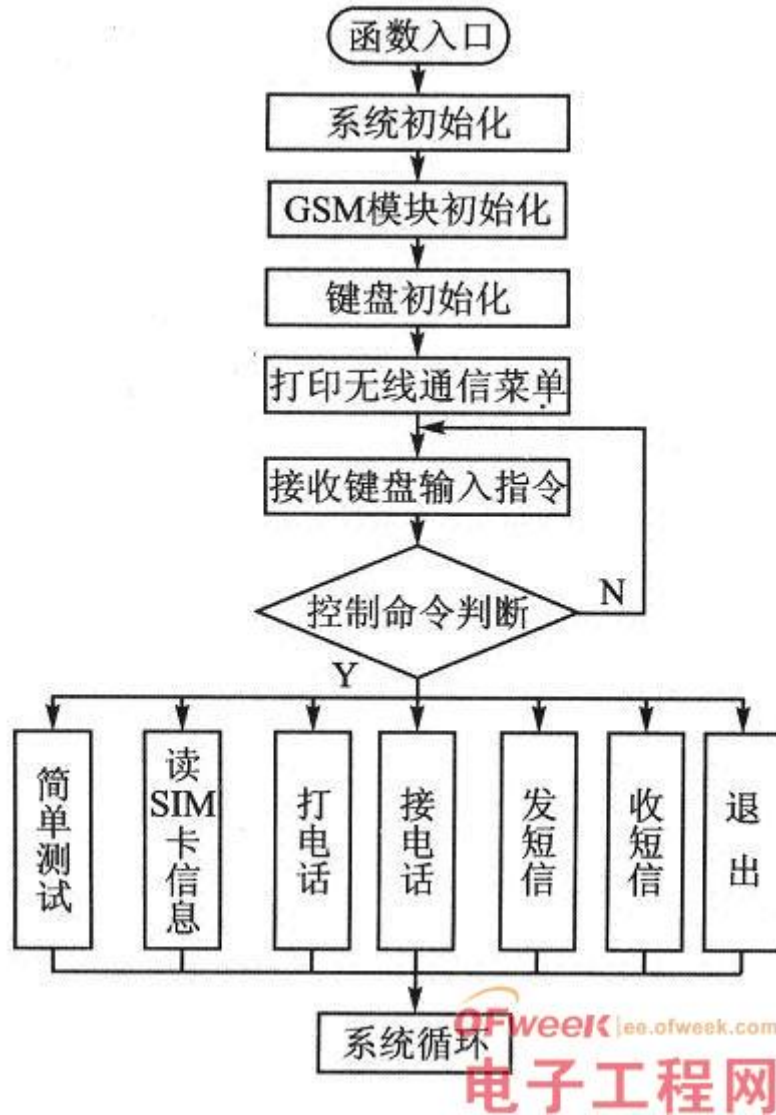 函数入口
系统初始化
GSM模块初始化
键盘初始化
打印无线通信菜单
接收键盘输入指令
控制命令判断
N
Y
简单测试
读SIM卡信息
打电话
接电话
发短信
收短信
退出
系统循环
OFweek ee.ofweek.com
电子工程网